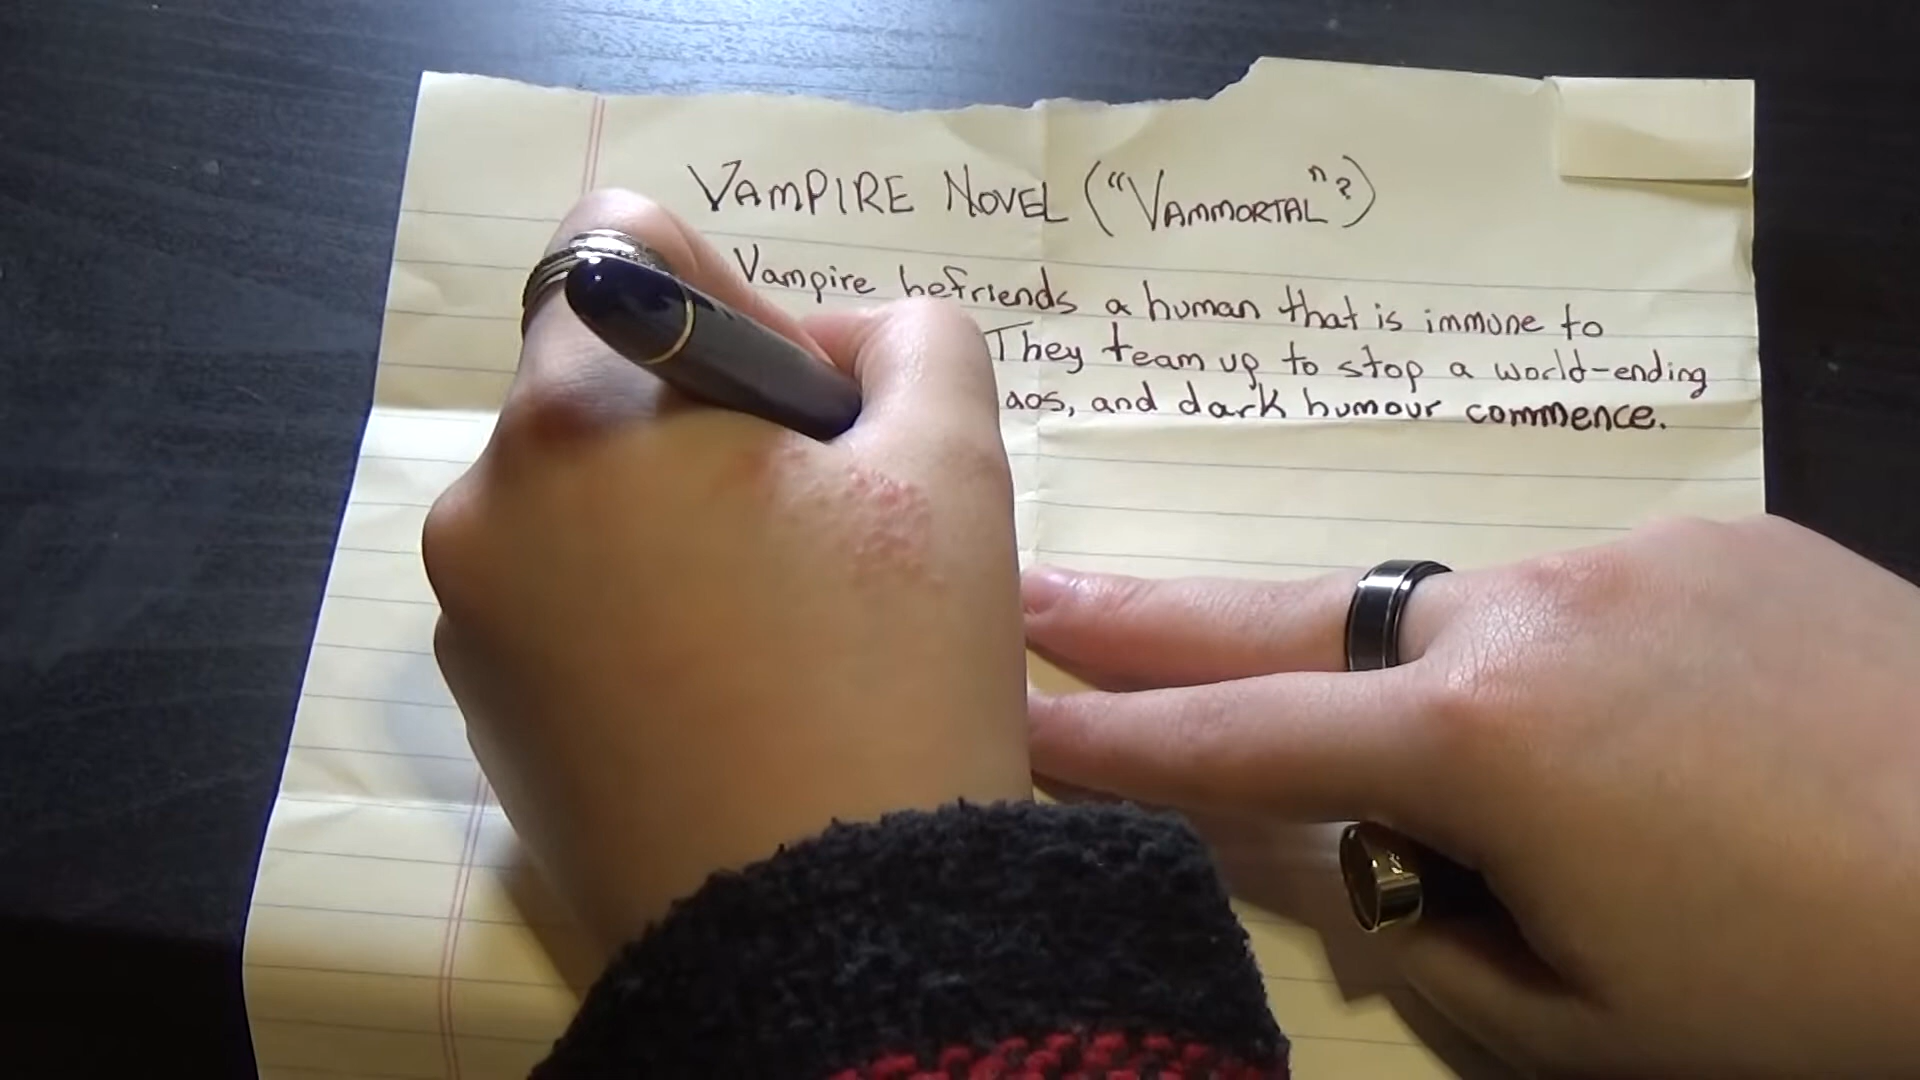 VAMPIRE NOVEL ("VAMMORTAL"?)
Vampire befriends a human that is immune to
They team up to stop a world-ending
aos, and dark humour commence.